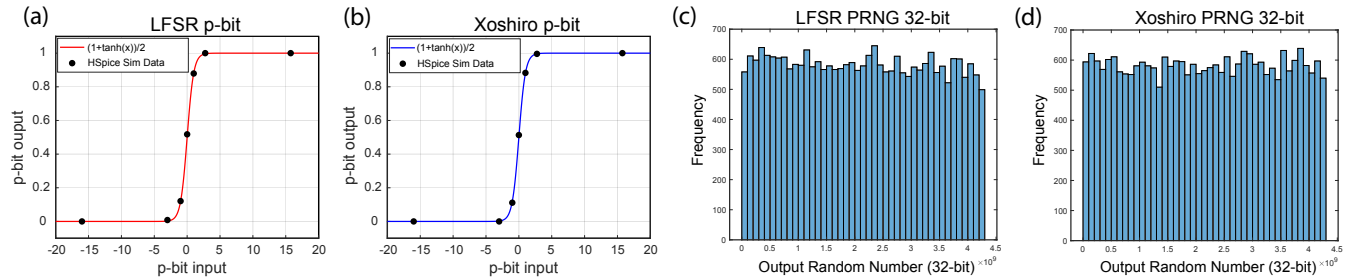 (a)
LFSR p-bit
(1+tanh(x))/2
HSpice Sim Data
p-bit ouput
1
0.8
0.6
0.4
0.2
0
-20 -15 -10 -5 0 5 10 15 20
p-bit input
(b)
Xoshiro p-bit
(1+tanh(x))/2
HSpice Sim Data
p-bit output
1
0.8
0.6
0.4
0.2
0
-20 -15 -10 -5 0 5 10 15 20
p-bit input
(c)
LFSR PRNG 32-bit
Frequency
700
600
500
400
300
200
100
0
0 0.5 1 1.5 2 2.5 3 3.5 4 4.5
×10⁹
Output Random Number (32-bit)
(d)
Xoshiro PRNG 32-bit
Frequency
700
600
500
400
300
200
100
0
0 0.5 1 1.5 2 2.5 3 3.5 4 4.5
×10⁹
Output Random Number (32-bit)